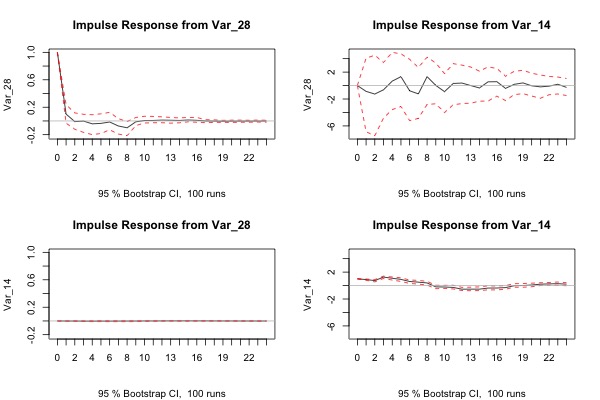 Impulse Response from Var_28
Var_28
1.0
0.6
0.2
-0.2
0 2 4 6 8 10 13 16 19 22
95 % Bootstrap CI, 100 runs
Impulse Response from Var_14
Var_28
2
-2
-6
0 2 4 6 8 10 13 16 19 22
95 % Bootstrap CI, 100 runs
Impulse Response from Var_28
Var_14
1.0
0.6
0.2
-0.2
0 2 4 6 8 10 13 16 19 22
95 % Bootstrap CI, 100 runs
Impulse Response from Var_14
Var_14
2
-2
-6
0 2 4 6 8 10 13 16 19 22
95 % Bootstrap CI, 100 runs